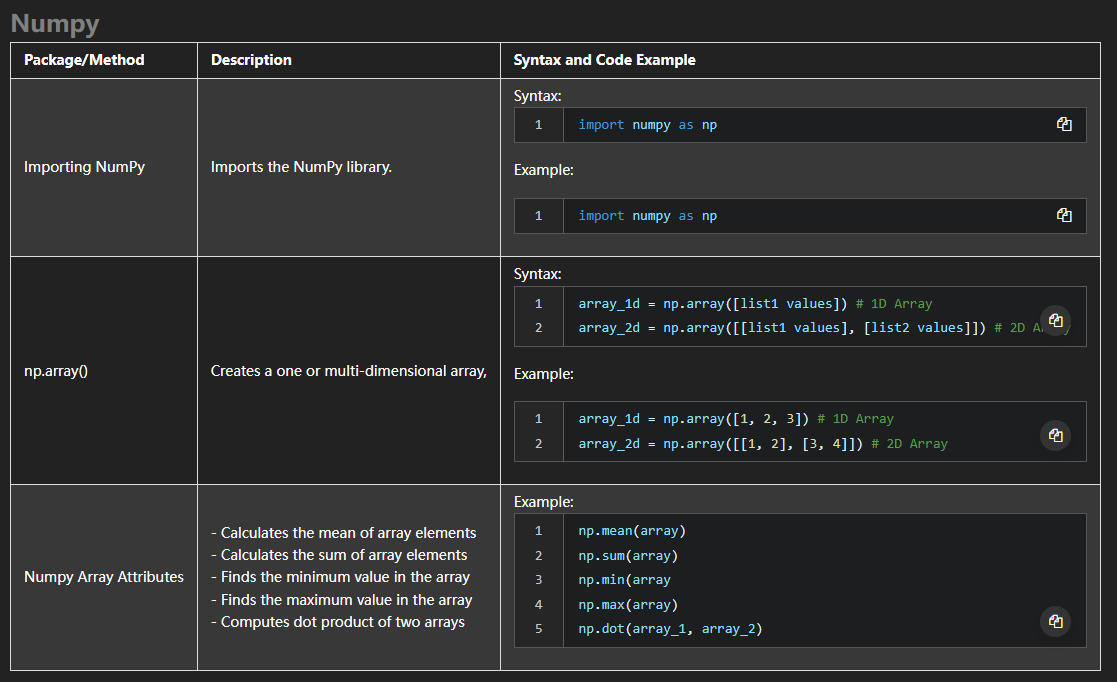 Numpy
Package/Method Description Syntax and Code Example
Importing NumPy
Imports the NumPy library.
Syntax:
1 import numpy as np
Example:
1 import numpy as np
np.array()
Creates a one or multi-dimensional array,
Syntax:
1 array_1d = np.array([list1 values]) # 1D Array
2 array_2d = np.array([[list1 values], [list2 values]]) # 2D A
Example:
1 array_1d = np.array([1, 2, 3]) # 1D Array
2 array_2d = np.array([[1, 2], [3, 4]]) # 2D Array
Numpy Array Attributes
- Calculates the mean of array elements
- Calculates the sum of array elements
- Finds the minimum value in the array
- Finds the maximum value in the array
- Computes dot product of two arrays
Example:
1 np.mean(array)
2 np.sum(array)
3 np.min(array
4 np.max(array)
5 np.dot(array_1, array_2)